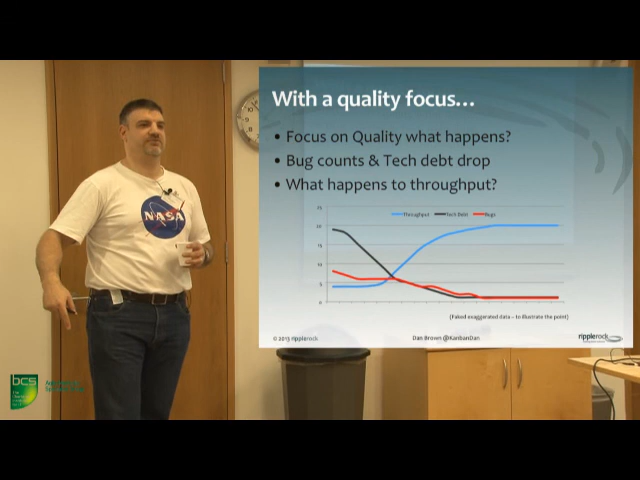 With a quality focus...
• Focus on Quality what happens?
• Bug counts & Tech debt drop
• What happens to throughput?
25
Throughput Tech Debt Bugs
20
15
10
5
(Faked exaggerated data – to illustrate the point)
© 2013 ripplerock
Dan Brown @KanbanDan
ripplerock
NASA
bcs